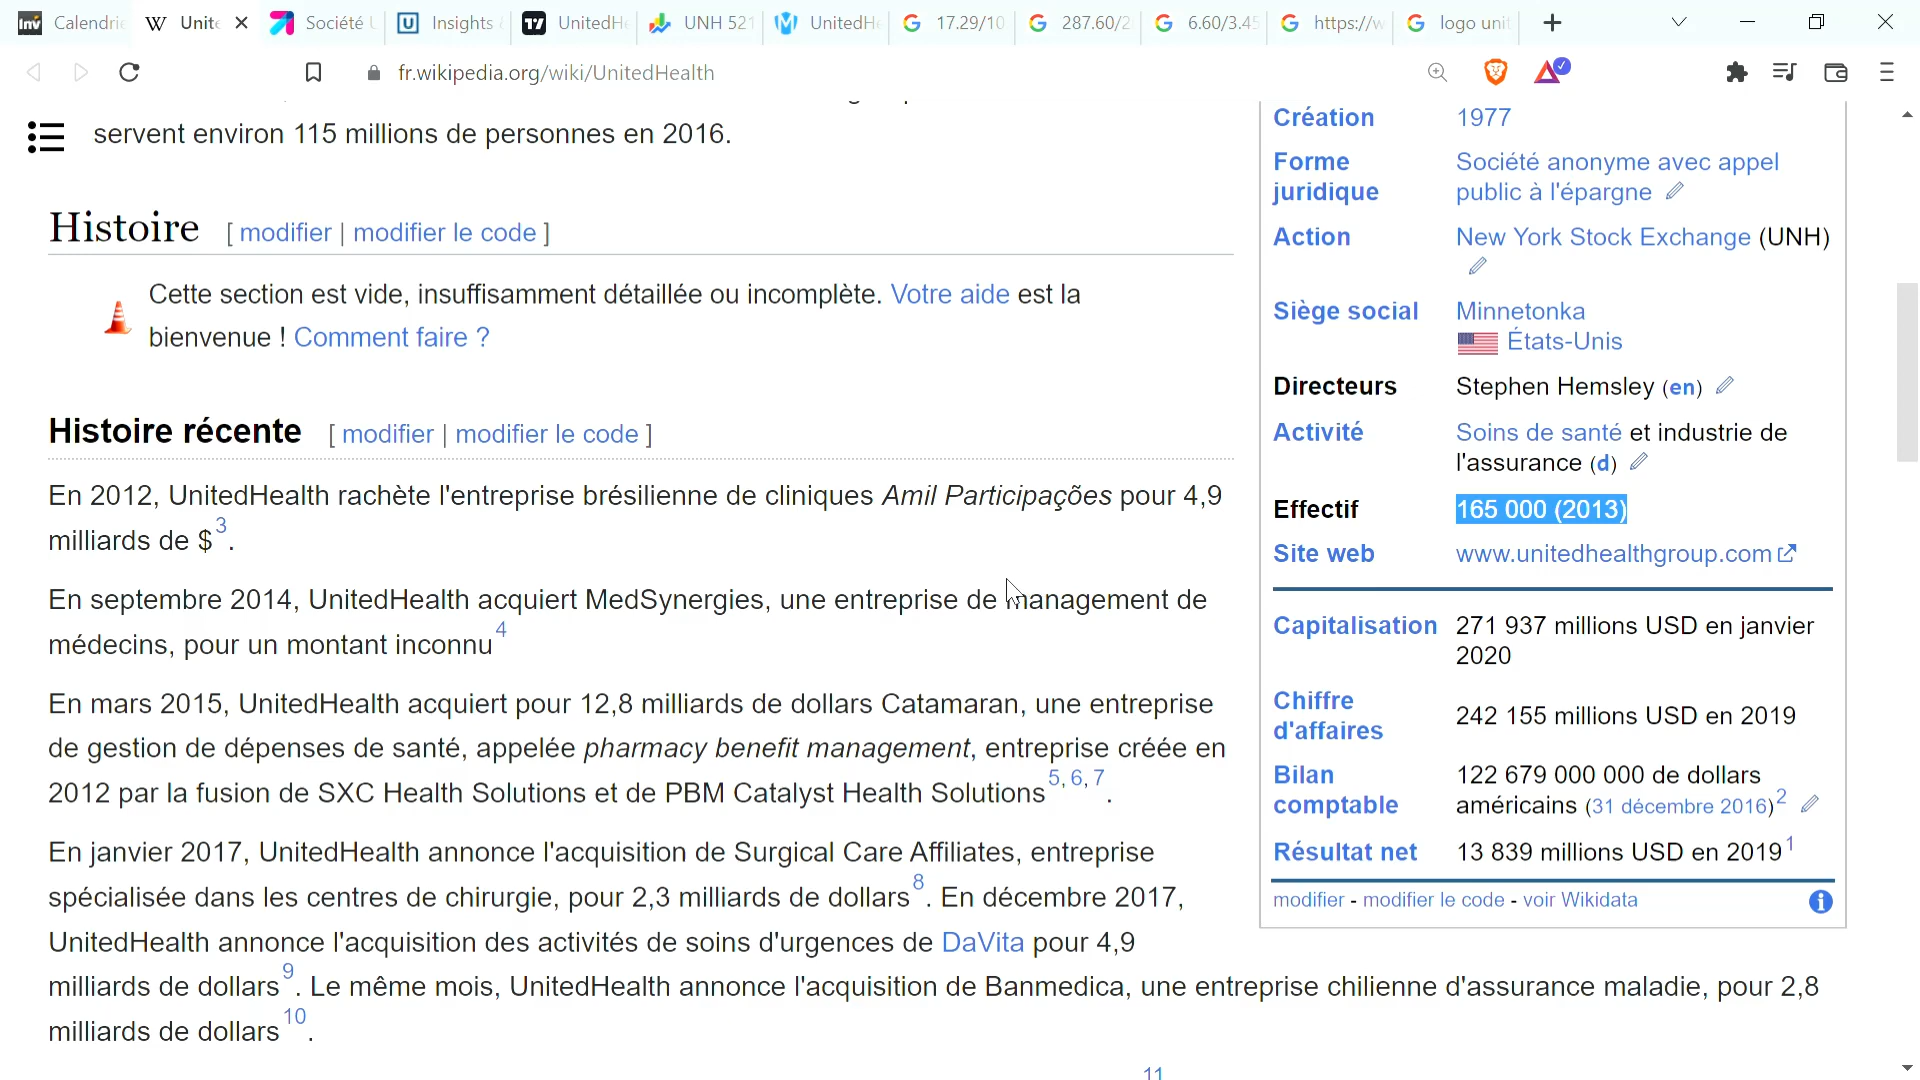 Calendri
Unite
Société U
Insights
UnitedHe
UNH 521
UnitedHe
17.29/10
287.60/2
6.60/3.45
https://w
logo unit
fr.wikipedia.org/wiki/UnitedHealth
servent environ 115 millions de personnes en 2016.
Histoire [ modifier | modifier le code ]
Cette section est vide, insuffisamment détaillée ou incomplète. Votre aide est la
bienvenue ! Comment faire ?
Histoire récente [ modifier | modifier le code ]
En 2012, UnitedHealth rachète l'entreprise brésilienne de cliniques Amil Participações pour 4,9
milliards de $3.
En septembre 2014, UnitedHealth acquiert MedSynergies, une entreprise de management de
médecins, pour un montant inconnu4
En mars 2015, UnitedHealth acquiert pour 12,8 milliards de dollars Catamaran, une entreprise
de gestion de dépenses de santé, appelée pharmacy benefit management, entreprise créée en
2012 par la fusion de SXC Health Solutions et de PBM Catalyst Health Solutions5, 6, 7.
En janvier 2017, UnitedHealth annonce l'acquisition de Surgical Care Affiliates, entreprise
spécialisée dans les centres de chirurgie, pour 2,3 milliards de dollars8. En décembre 2017,
UnitedHealth annonce l'acquisition des activités de soins d'urgences de DaVita pour 4,9
milliards de dollars9. Le même mois, UnitedHealth annonce l'acquisition de Banmedica, une entreprise chilienne d'assurance maladie, pour 2,8
milliards de dollars10.
11
Création 1977
Forme juridique Société anonyme avec appel
public à l'épargne
Action New York Stock Exchange (UNH)
Siège social Minnetonka
États-Unis
Directeurs Stephen Hemsley (en)
Activité Soins de santé et industrie de
l'assurance (d)
Effectif 165 000 (2013)
Site web www.unitedhealthgroup.com
Capitalisation 271 937 millions USD en janvier
2020
Chiffre d'affaires 242 155 millions USD en 2019
Bilan comptable 122 679 000 000 de dollars
américains (31 décembre 2016)2
Résultat net 13 839 millions USD en 20191
modifier - modifier le code - voir Wikidata